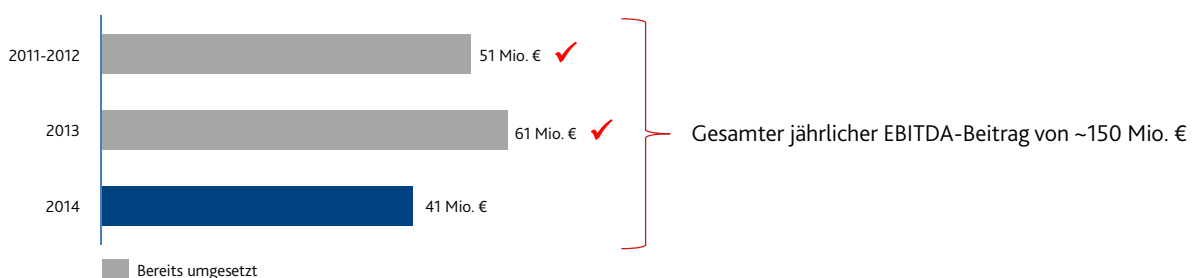 2011-2012 51 Mio. €
2013 61 Mio. €
Gesamter jährlicher EBITDA-Beitrag von ~150 Mio. €
2014 41 Mio. €
Bereits umgesetzt